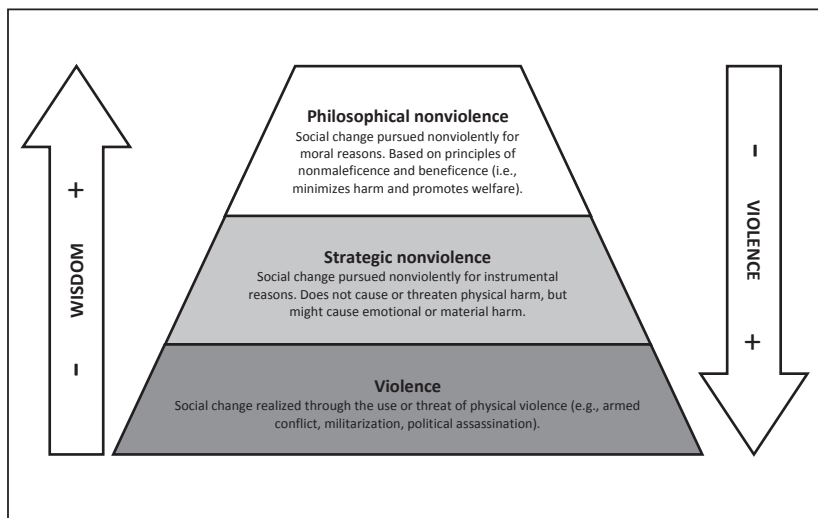 Philosophical nonviolence
Social change pursued nonviolently for
moral reasons. Based on principles of
nonmaleficence and beneficence (i.e.,
minimizes harm and promotes welfare).
Strategic nonviolence
Social change pursued nonviolently for instrumental
reasons. Does not cause or threaten physical harm, but
might cause emotional or material harm.
Violence
Social change realized through the use or threat of physical violence (e.g., armed
conflict, militarization, political assassination).
- WISDOM +
- VIOLENCE +